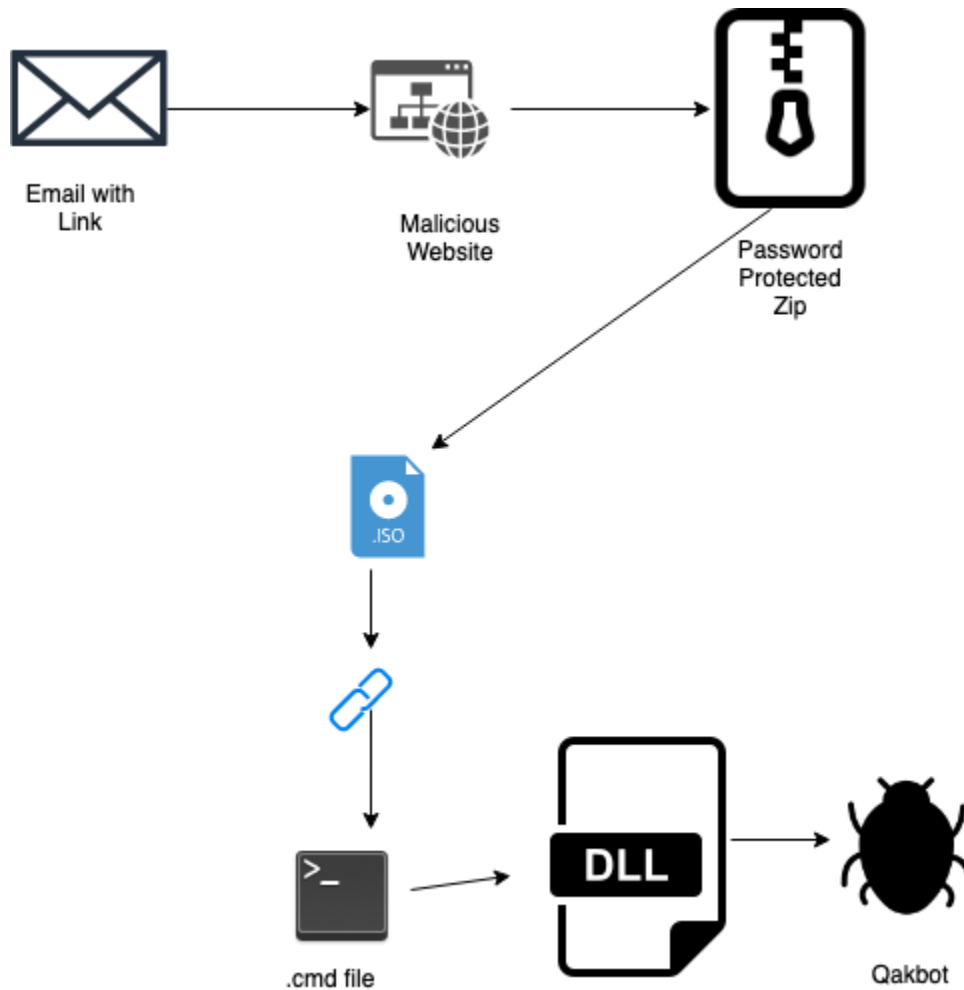 Email with
Link
Malicious
Website
Password
Protected
Zip
.ISO
>_
.cmd file
DLL
Qakbot